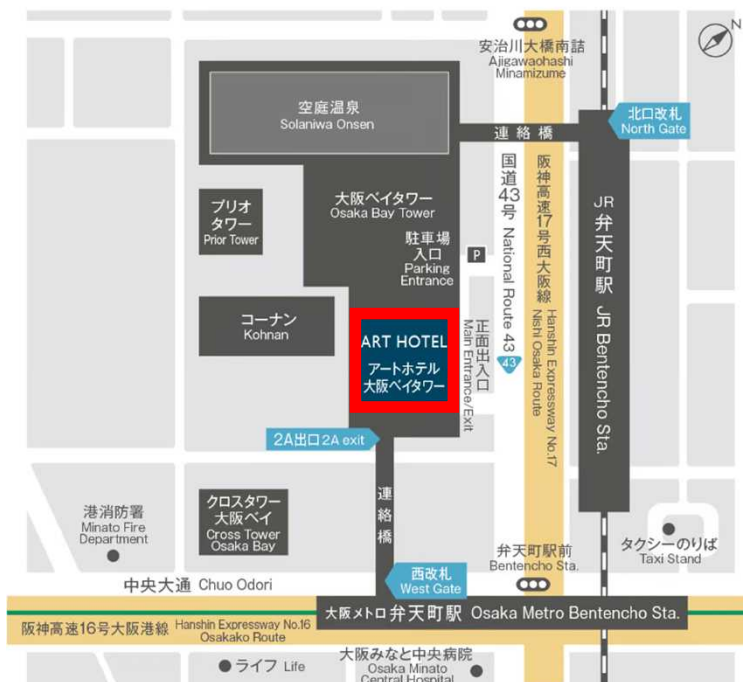 N
安治川大橋南詰
Ajigawaohashi
Minamizume
空庭温泉
Solaniwa Onsen
連絡橋
北口改札
North Gate
大阪ベイタワー
Osaka Bay Tower
プリオ
タワー
Prior Tower
駐車場
入口
Parking
Entrance
P
国道43号 National Route 43
43
阪神高速17号西大阪線 Hanshin Expressway No.17
Nishi Osaka Route
JR 弁天町駅 JR Bentencho Sta.
コーナン
Kohnan
ART HOTEL
アートホテル
大阪ベイタワー
正面出入口
Main Entrance/Exit
2A出口 2A exit
連絡橋
クロスタワー
大阪ベイ
Cross Tower
Osaka Bay
港消防署
Minato Fire
Department
弁天町駅前
Bentencho Sta.
タクシーのりば
Taxi Stand
中央大通 Chuo Odori
西改札
West Gate
大阪メトロ 弁天町駅 Osaka Metro Bentencho Sta.
阪神高速16号大阪港線 Hanshin Expressway No.16
Osakako Route
ライフ Life
大阪みなと中央病院
Osaka Minato
Central Hospital